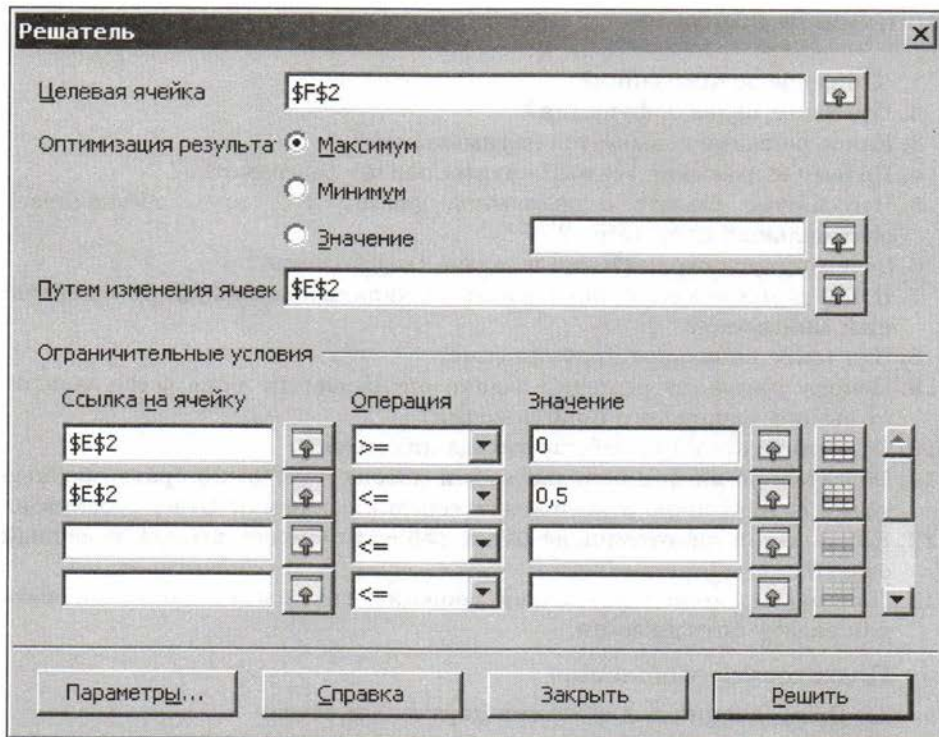 Решатель
Целевая ячейка $F$2
Оптимизация результат Максимум
Минимум
Значение
Путем изменения ячеек $E$2
Ограничительные условия
Ссылка на ячейку Операция Значение
$E$2 >= 0
$E$2 <= 0,5
<=
<=
Параметры... Справка Закрыть Решить